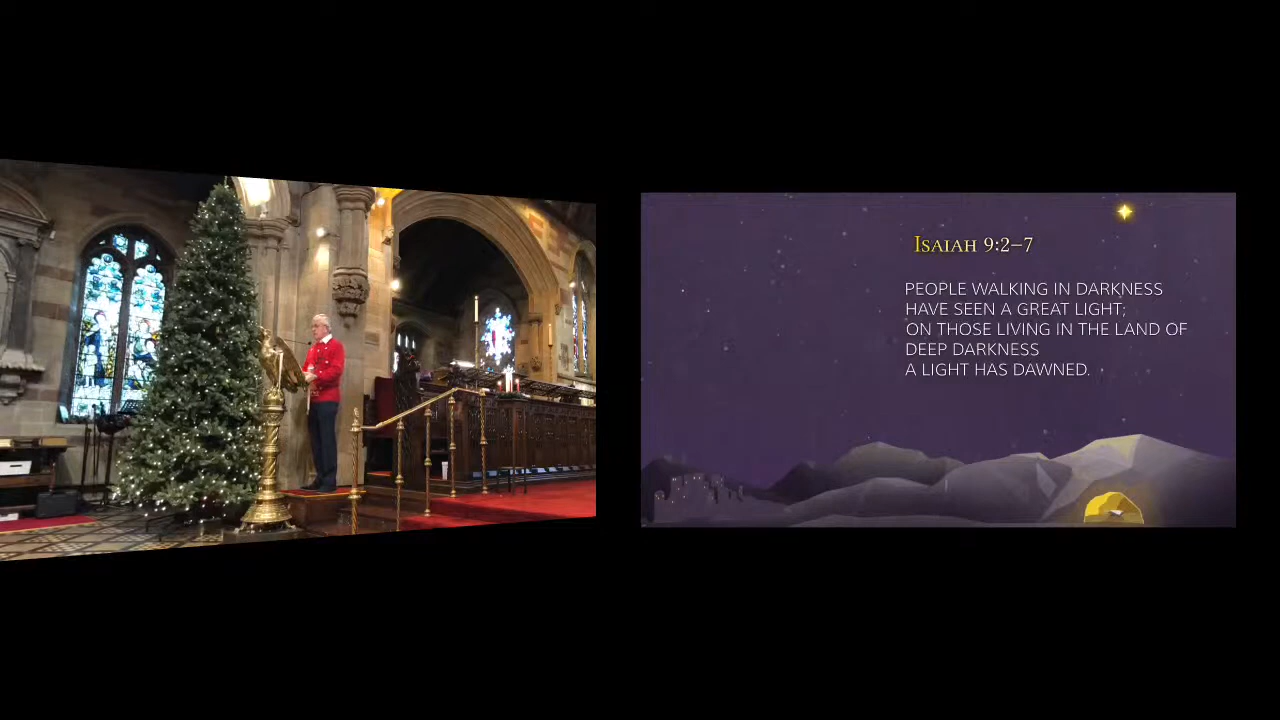 Isaiah 9:2–7
PEOPLE WALKING IN DARKNESS
HAVE SEEN A GREAT LIGHT;
ON THOSE LIVING IN THE LAND OF
DEEP DARKNESS
A LIGHT HAS DAWNED.